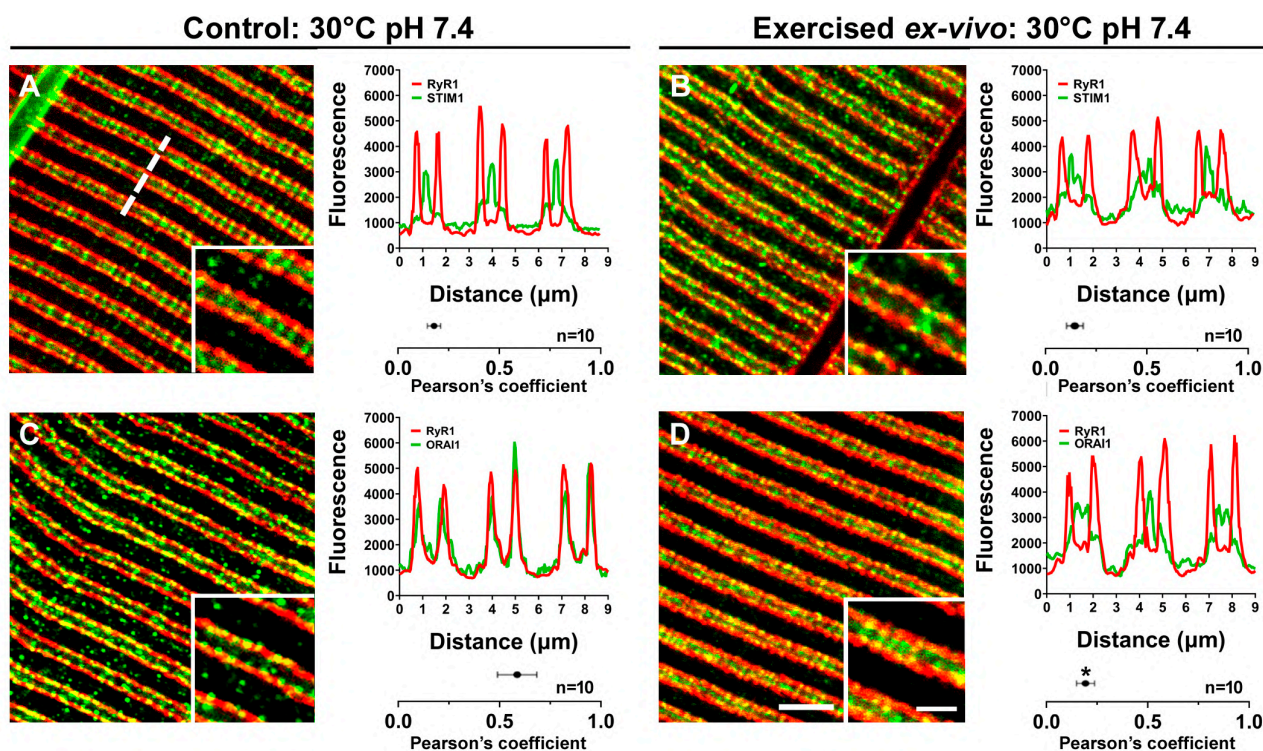 Control: 30°C pH 7.4
Exercised ex-vivo: 30°C pH 7.4
A
7000
6000
5000
4000
3000
2000
1000
0
Fluorescence
RyR1
STIM1
0 1 2 3 4 5 6 7 8 9
Distance (µm)
n=10
0.0 0.5 1.0
Pearson's coefficient
B
7000
6000
5000
4000
3000
2000
1000
0
Fluorescence
RyR1
STIM1
0 1 2 3 4 5 6 7 8 9
Distance (µm)
n=10
0.0 0.5 1.0
Pearson's coefficient
C
7000
6000
5000
4000
3000
2000
1000
0
Fluorescence
RyR1
ORAI1
0 1 2 3 4 5 6 7 8 9
Distance (µm)
n=10
0.0 0.5 1.0
Pearson's coefficient
D
7000
6000
5000
4000
3000
2000
1000
0
Fluorescence
RyR1
ORAI1
0 1 2 3 4 5 6 7 8 9
Distance (µm)
*
n=10
0.0 0.5 1.0
Pearson's coefficient